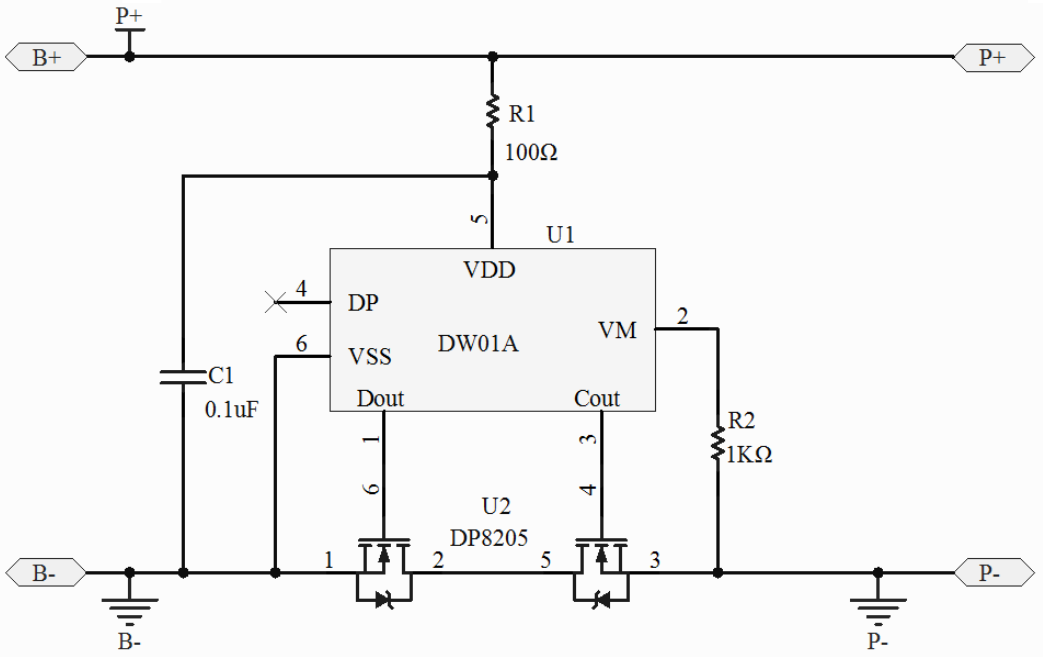 P+
B+
P+
R1
100Ω
5
U1
VDD
4
DP
2
VM
DW01A
6
VSS
C1
0.1uF
Dout
Cout
R2
1KΩ
1
3
6
4
U2
DP8205
B-
1
2
5
3
P-
B-
P-